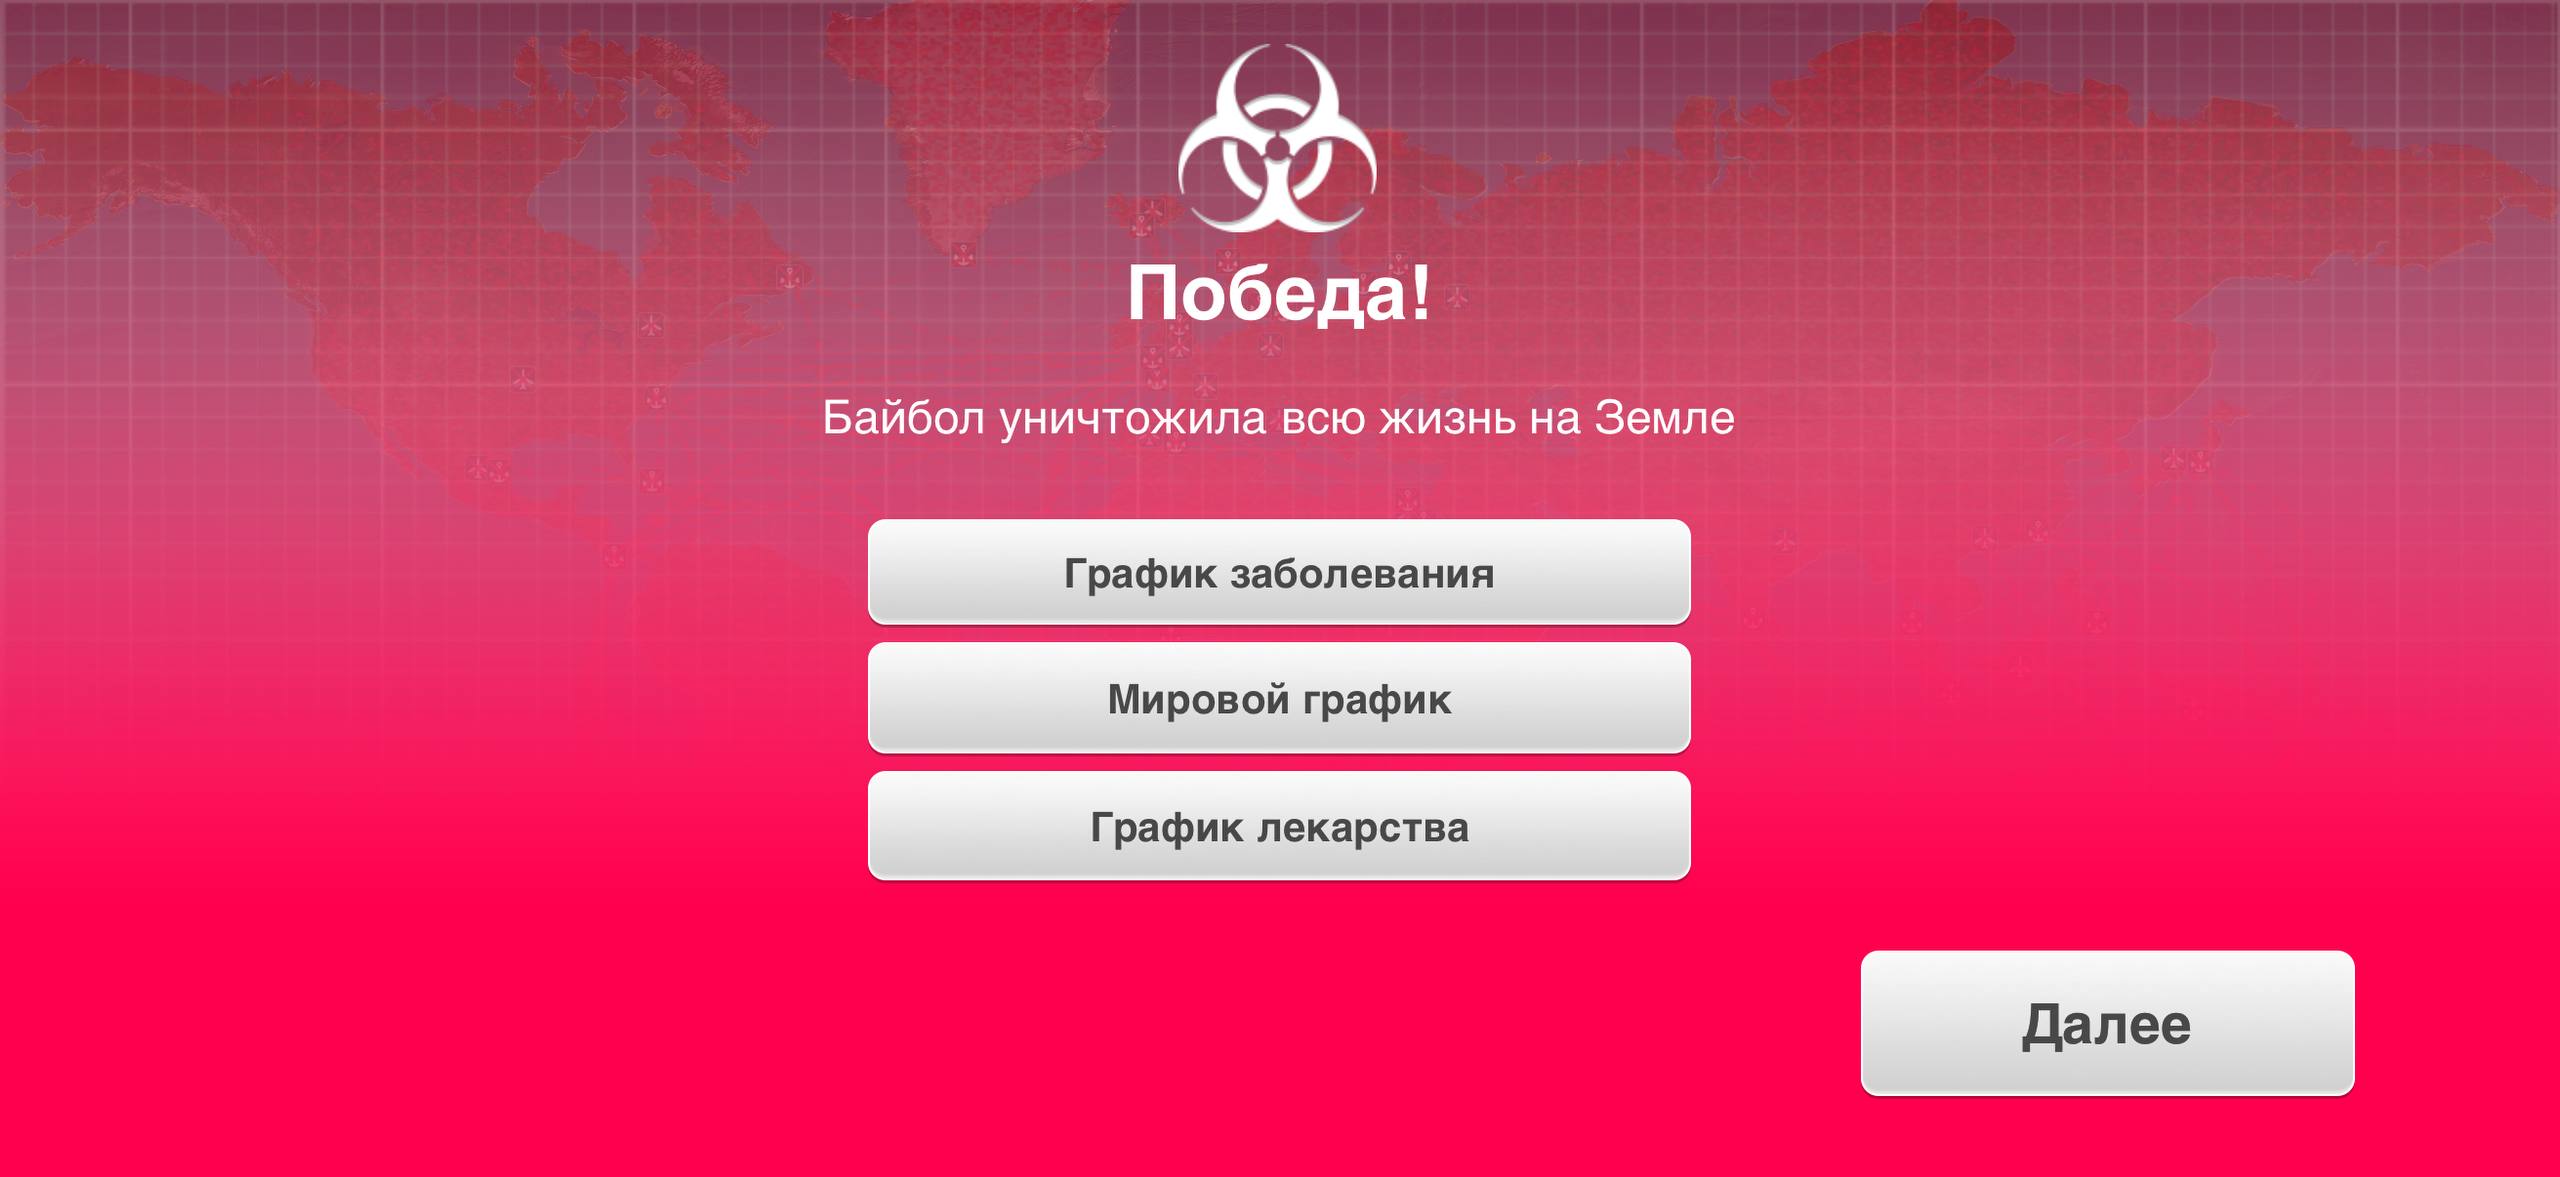 Победа!
Байбол уничтожила всю жизнь на Земле
График заболевания
Мировой график
График лекарства
Далее